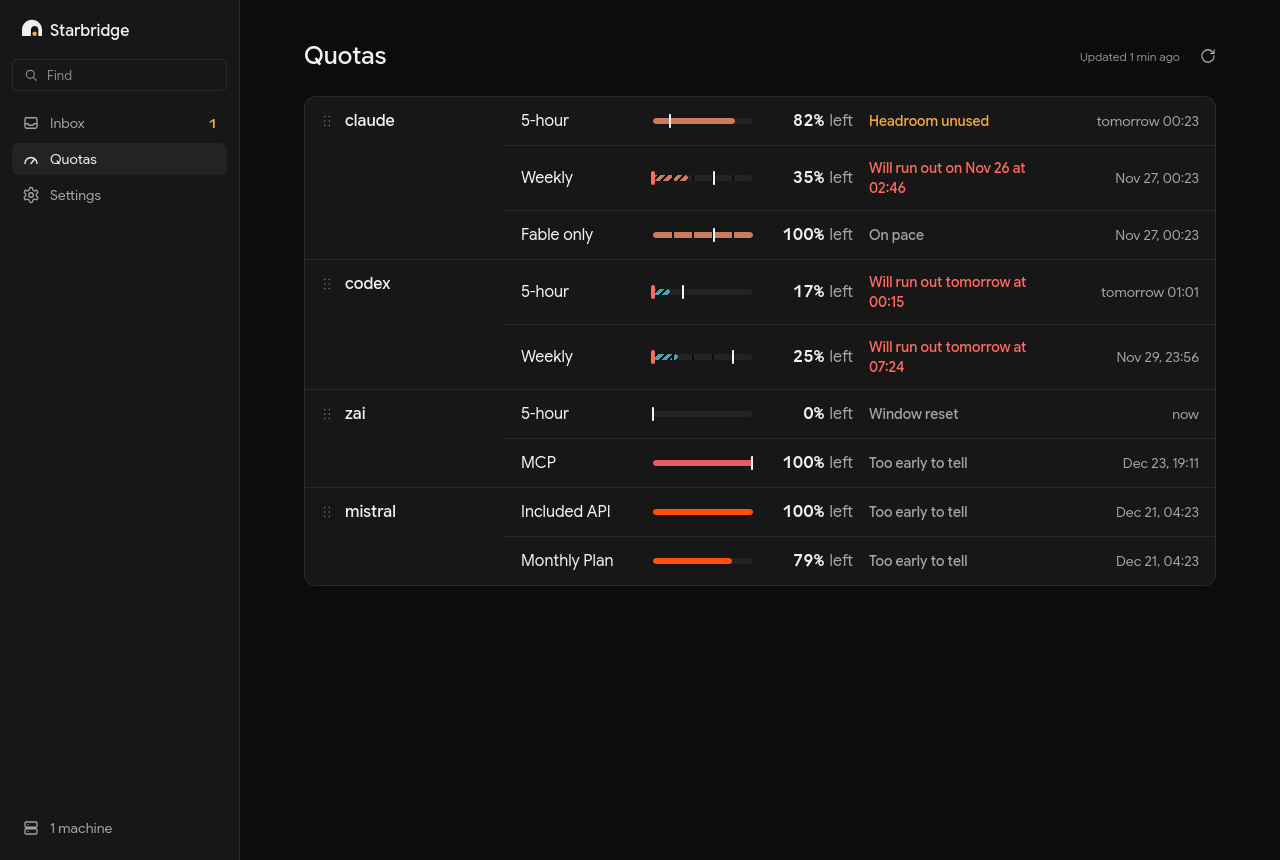 Starbridge
Find
Inbox 1
Quotas
Settings
1 machine
Quotas
Updated 1 min ago
claude 5-hour 82% left Headroom unused tomorrow 00:23
Weekly 35% left Will run out on Nov 26 at
02:46 Nov 27, 00:23
Fable only 100% left On pace Nov 27, 00:23
codex 5-hour 17% left Will run out tomorrow at
00:15 tomorrow 01:01
Weekly 25% left Will run out tomorrow at
07:24 Nov 29, 23:56
zai 5-hour 0% left Window reset now
MCP 100% left Too early to tell Dec 23, 19:11
mistral Included API 100% left Too early to tell Dec 21, 04:23
Monthly Plan 79% left Too early to tell Dec 21, 04:23